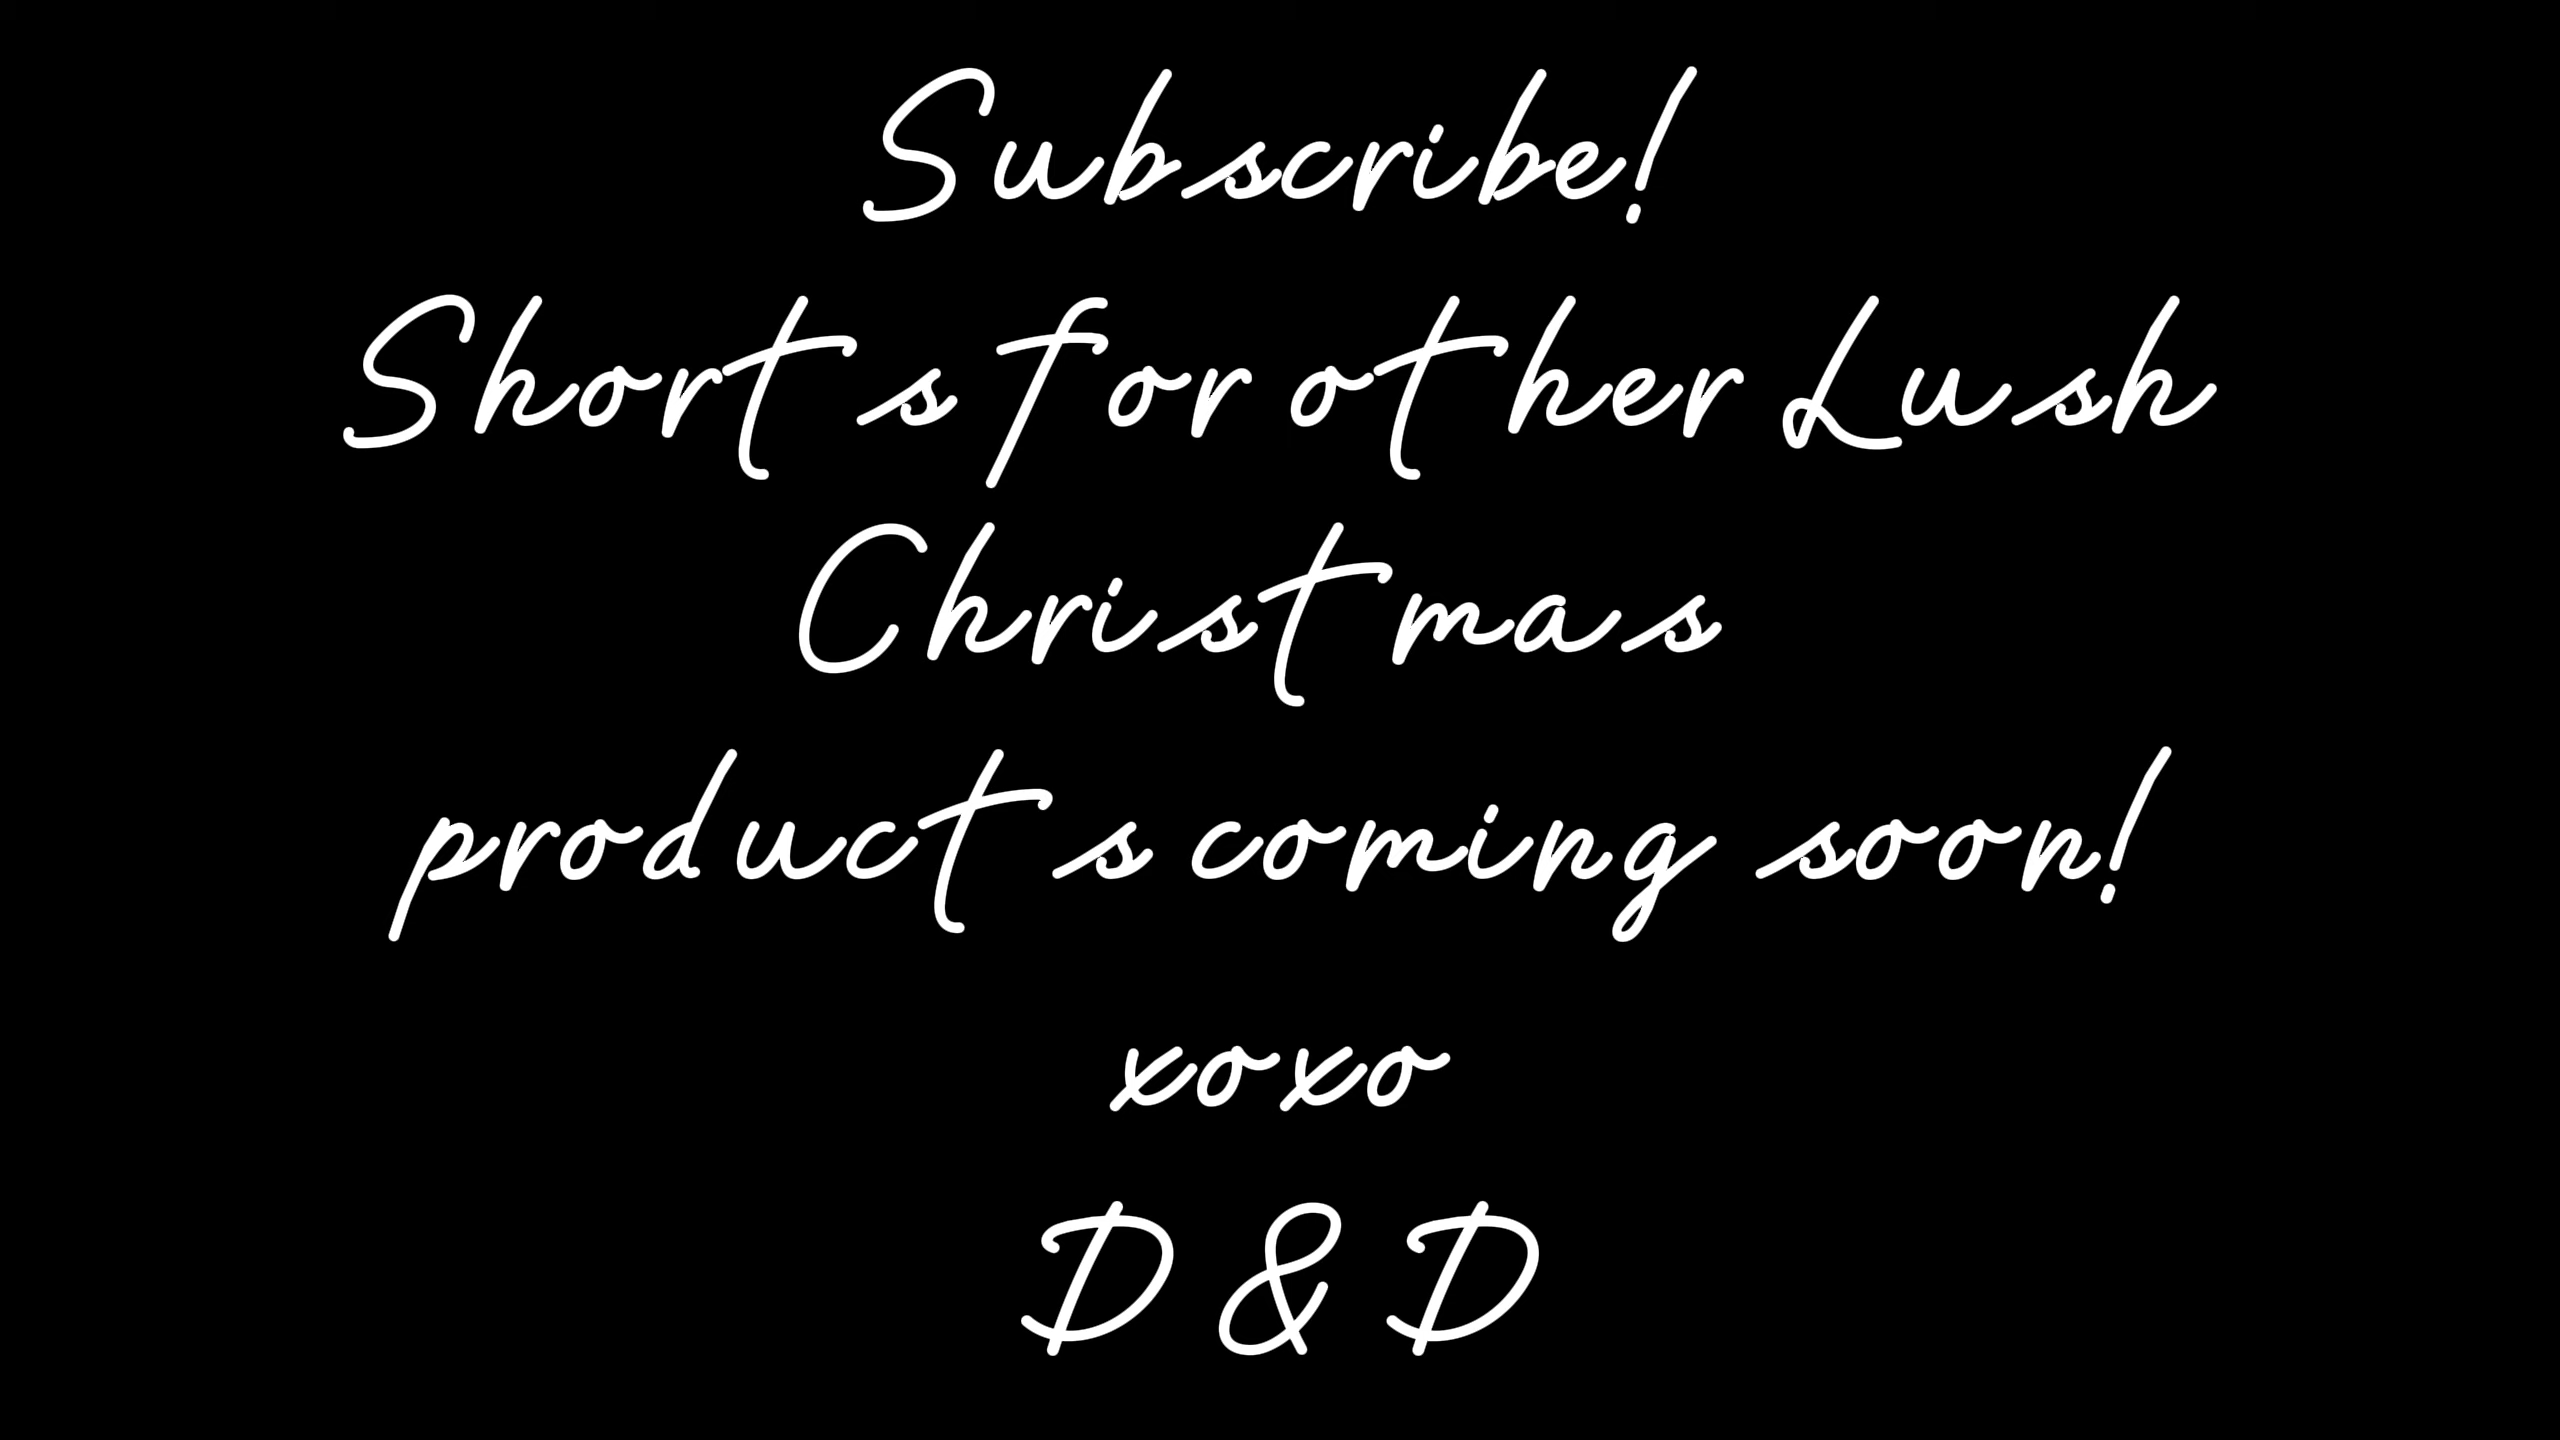 Subscribe!
Shorts for other Lush
Christmas
products coming soon!
xoxo
D & D